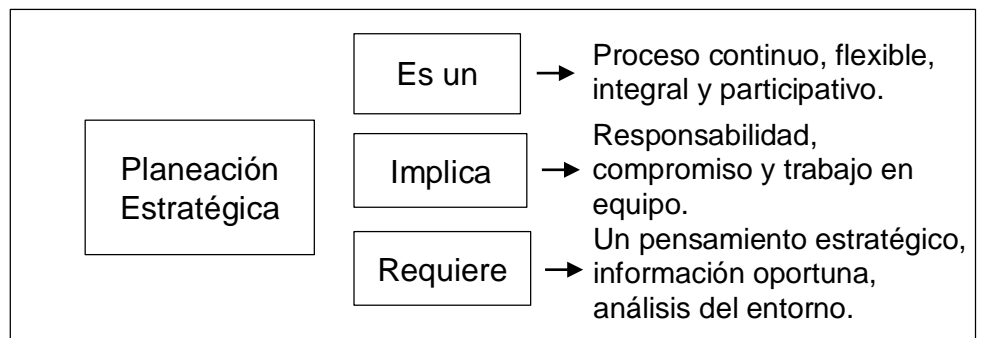 Planeación
Estratégica
Es un
Proceso continuo, flexible,
integral y participativo.
Implica
Responsabilidad,
compromiso y trabajo en
equipo.
Requiere
Un pensamiento estratégico,
información oportuna,
análisis del entorno.